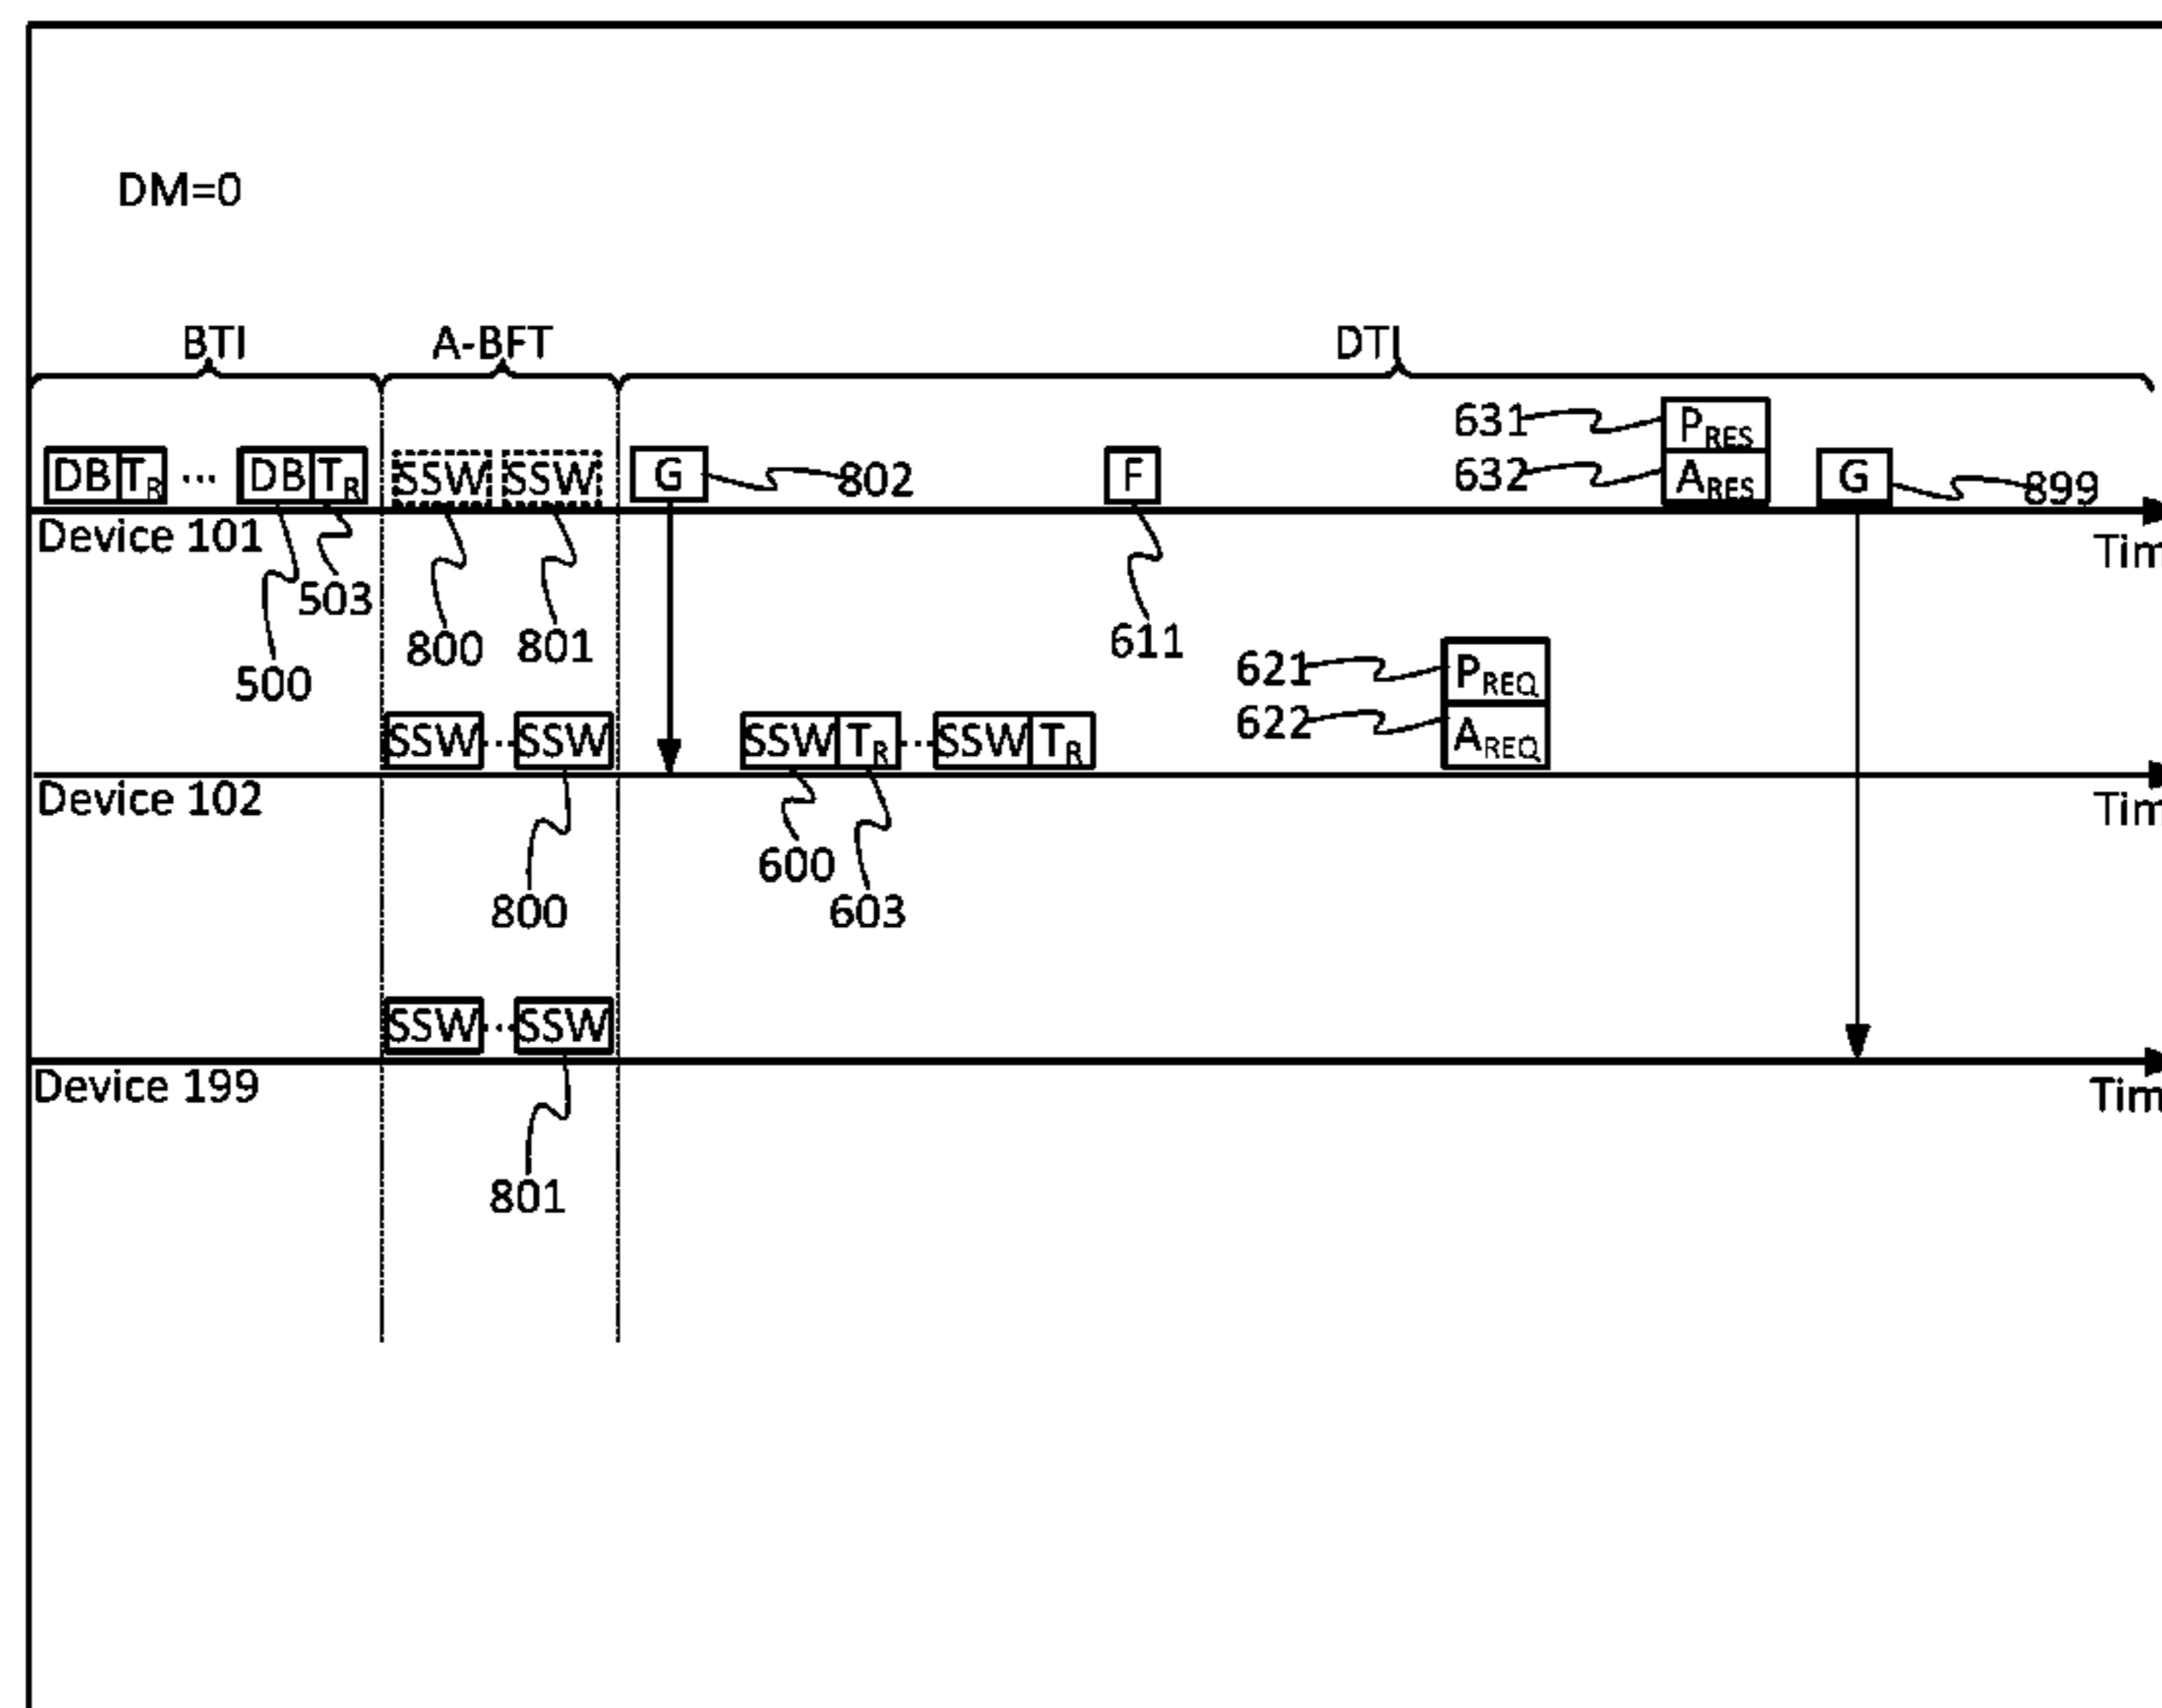 DM=0
BTI A-BFT DTI
631 PRES
DB TR ... DB TR SSW SSW G 802 F 632 ARES G 899
Device 101 Tim
503
800 801 611
500
621 PREQ
622 AREQ
SSW ... SSW SSW TR ... SSW TR
Device 102 Tim
600
800 603
SSW ... SSW
Device 199 Tim
801